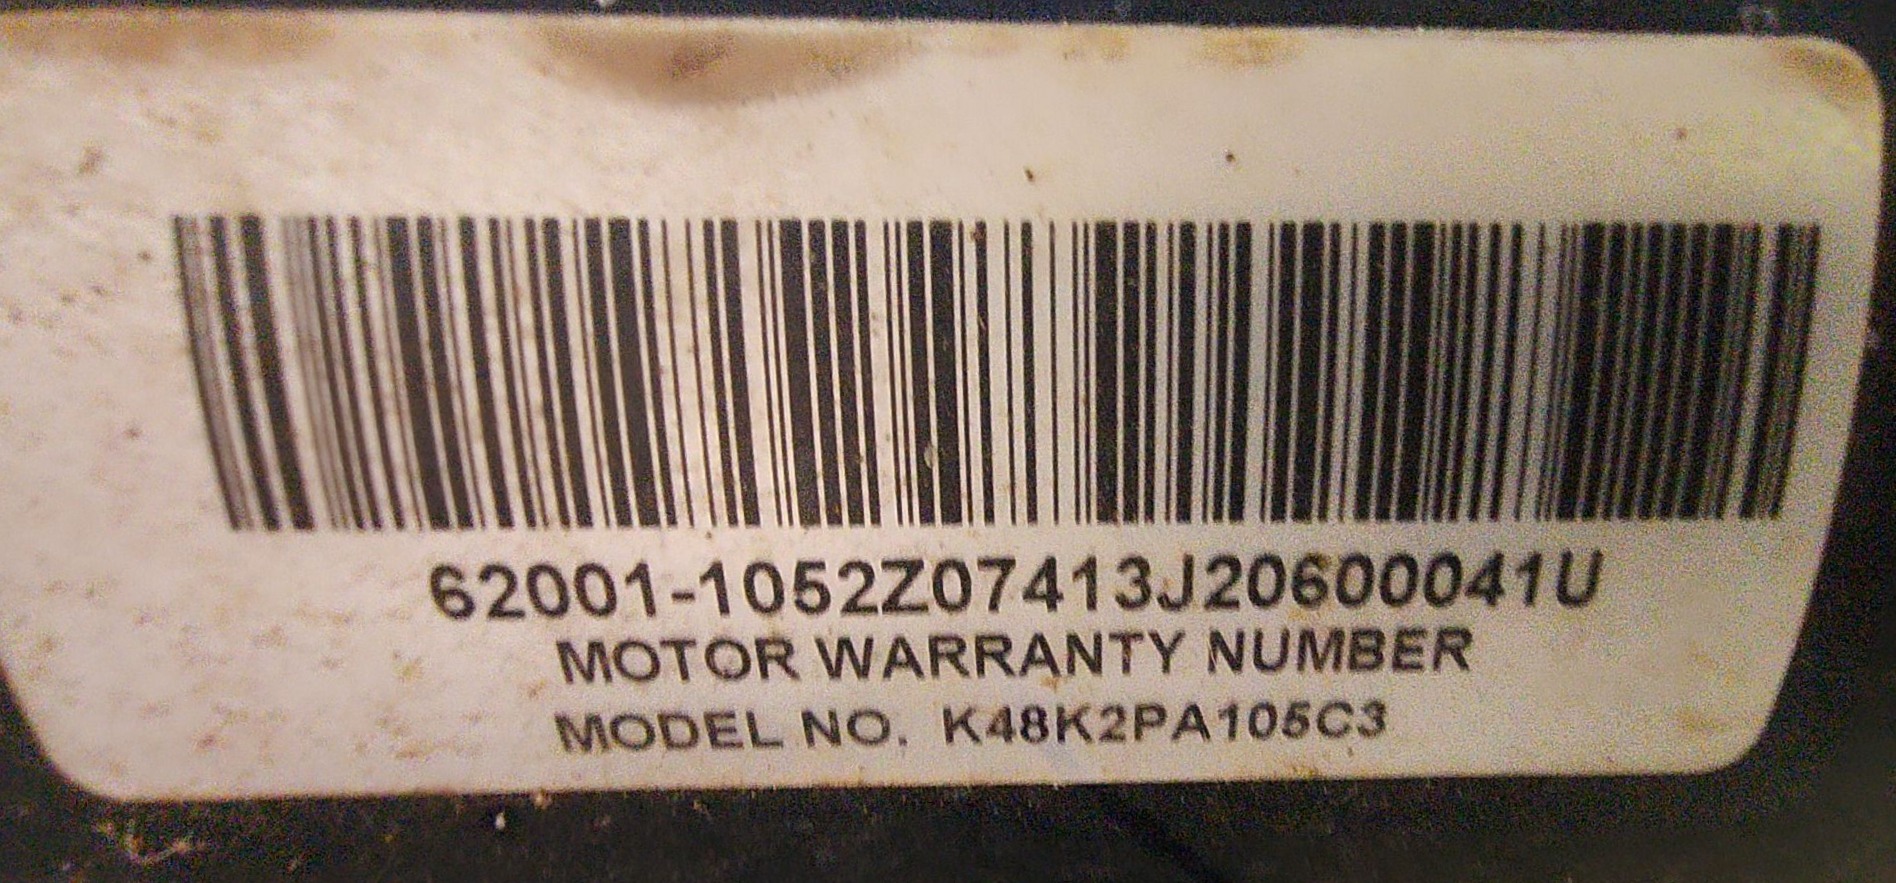 62001-1052Z07413J20600041U
MOTOR WARRANTY NUMBER
MODEL NO. K48K2PA105C3